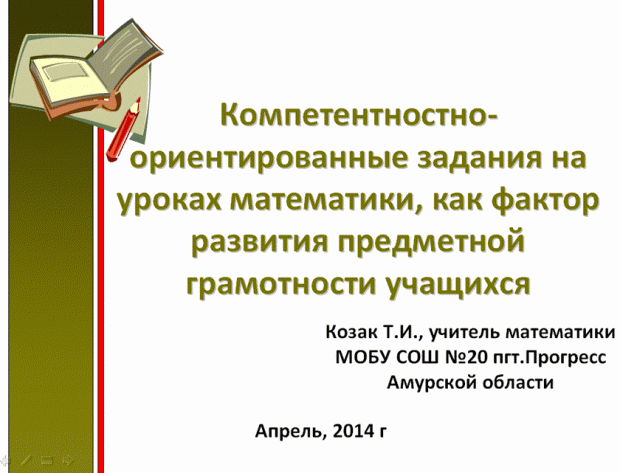 Компетентностно-
ориентированные задания на
уроках математики, как фактор
развития предметной
грамотности учащихся
Козак Т.И., учитель математики
МОБУ СОШ №20 пгт.Прогресс
Амурской области
Апрель, 2014 г